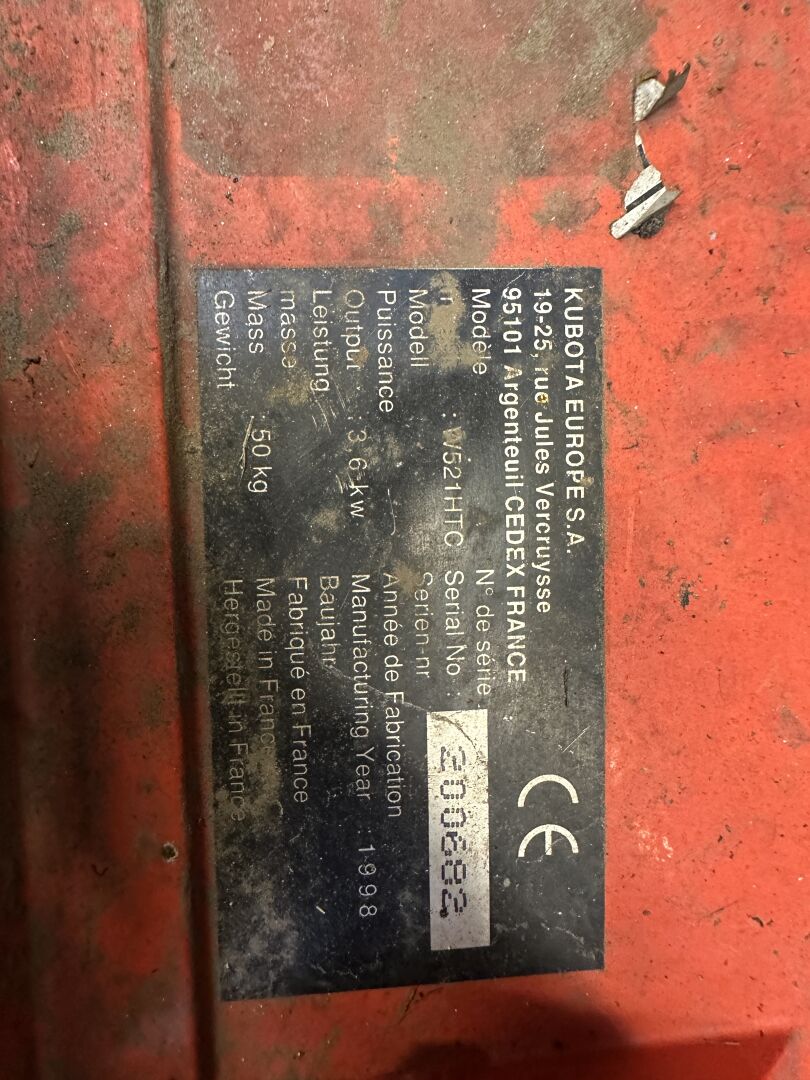 KUBOTA EUROPE S.A.
19-25, rue Jules Vercruysse
95101 Argenteuil CEDEX FRANCE
CE
Modèle
" : W521HTC
Modell
Puissance
Output : 3,6 kw
Leistung
masse
Mass : 50 kg
Gewicht
N° de série
Serial No : 200682
Serien-nr
Année de Fabrication
Manufacturing Year : 1998
Baujahr
Fabriqué en France
Made in France
Hergestellt in France